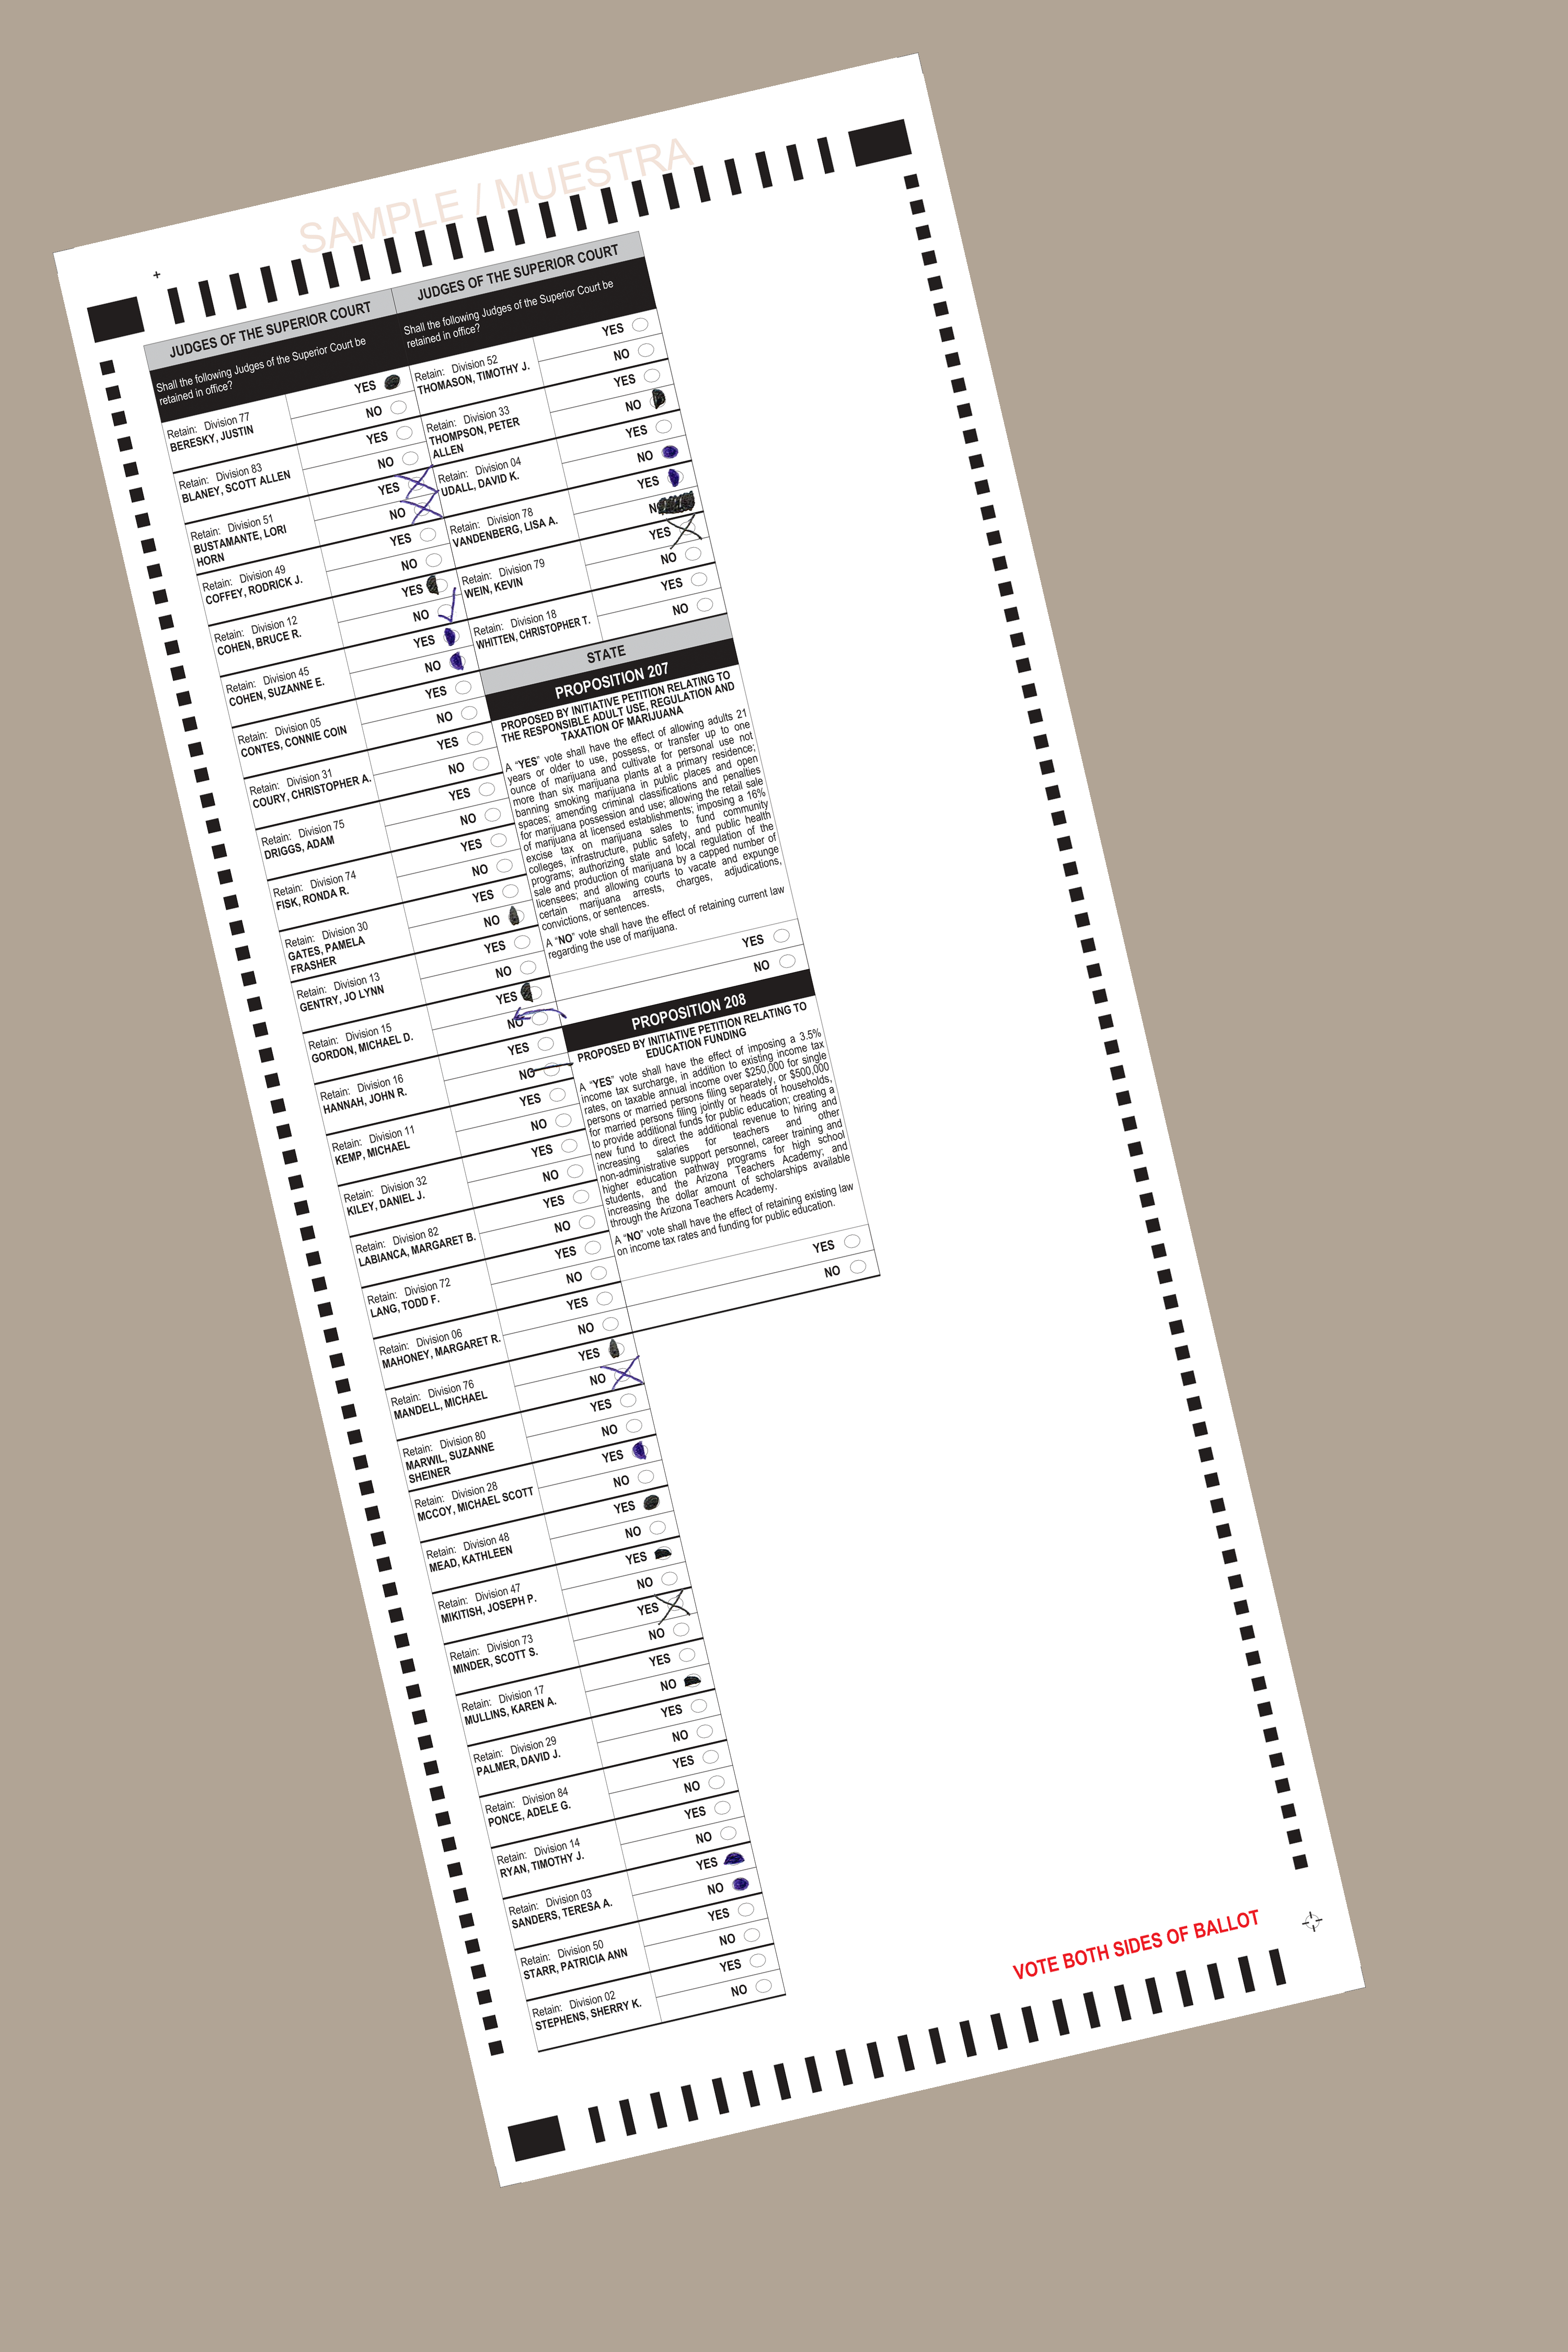 SAMPLE / MUESTRA
JUDGES OF THE SUPERIOR COURT
Shall the following Judges of the Superior Court be
retained in office?
Retain: Division 77
BERESKY, JUSTIN
YES
NO
Retain: Division 83
BLANEY, SCOTT ALLEN
YES
NO
Retain: Division 51
BUSTAMANTE, LORI
HORN
YES
NO
Retain: Division 49
COFFEY, RODRICK J.
YES
NO
Retain: Division 12
COHEN, BRUCE R.
YES
NO
Retain: Division 45
COHEN, SUZANNE E.
YES
NO
Retain: Division 05
CONTES, CONNIE COIN
YES
NO
Retain: Division 31
COURY, CHRISTOPHER A.
YES
NO
Retain: Division 75
DRIGGS, ADAM
YES
NO
Retain: Division 74
FISK, RONDA R.
YES
NO
Retain: Division 30
GATES, PAMELA
FRASHER
YES
NO
Retain: Division 13
GENTRY, JO LYNN
YES
NO
Retain: Division 15
GORDON, MICHAEL D.
YES
NO
Retain: Division 16
HANNAH, JOHN R.
YES
NO
Retain: Division 11
KEMP, MICHAEL
YES
NO
Retain: Division 32
KILEY, DANIEL J.
YES
NO
Retain: Division 82
LABIANCA, MARGARET B.
YES
NO
Retain: Division 72
LANG, TODD F.
YES
NO
Retain: Division 06
MAHONEY, MARGARET R.
YES
NO
Retain: Division 76
MANDELL, MICHAEL
YES
NO
Retain: Division 80
MARWIL, SUZANNE
SHEINER
YES
NO
Retain: Division 28
MCCOY, MICHAEL SCOTT
YES
NO
Retain: Division 48
MEAD, KATHLEEN
YES
NO
Retain: Division 47
MIKITISH, JOSEPH P.
YES
NO
Retain: Division 73
MINDER, SCOTT S.
YES
NO
Retain: Division 17
MULLINS, KAREN A.
YES
NO
Retain: Division 29
PALMER, DAVID J.
YES
NO
Retain: Division 84
PONCE, ADELE G.
YES
NO
Retain: Division 14
RYAN, TIMOTHY J.
YES
NO
Retain: Division 03
SANDERS, TERESA A.
YES
NO
Retain: Division 50
STARR, PATRICIA ANN
YES
NO
Retain: Division 02
STEPHENS, SHERRY K.
YES
NO
JUDGES OF THE SUPERIOR COURT
Shall the following Judges of the Superior Court be
retained in office?
Retain: Division 52
THOMASON, TIMOTHY J.
YES
NO
Retain: Division 33
THOMPSON, PETER
ALLEN
YES
NO
Retain: Division 04
UDALL, DAVID K.
YES
NO
Retain: Division 78
VANDENBERG, LISA A.
YES
Retain: Division 79
WEIN, KEVIN
YES
NO
Retain: Division 18
WHITTEN, CHRISTOPHER T.
YES
NO
STATE
PROPOSITION 207
PROPOSED BY INITIATIVE PETITION RELATING TO
THE RESPONSIBLE ADULT USE, REGULATION AND
TAXATION OF MARIJUANA
A “YES” vote shall have the effect of allowing adults 21
years or older to use, possess, or transfer up to one
ounce of marijuana and cultivate for personal use not
more than six marijuana plants at a primary residence;
banning smoking marijuana in public places and open
spaces; amending criminal classifications and penalties
for marijuana possession and use; allowing the retail sale
of marijuana at licensed establishments; imposing a 16%
excise tax on marijuana sales to fund community
colleges, infrastructure, public safety, and public health
programs; authorizing state and local regulation of the
sale and production of marijuana by a capped number of
licensees; and allowing courts to vacate and expunge
certain marijuana arrests, charges, adjudications,
convictions, or sentences.
A “NO” vote shall have the effect of retaining current law
regarding the use of marijuana.
YES
NO
PROPOSITION 208
PROPOSED BY INITIATIVE PETITION RELATING TO
EDUCATION FUNDING
A “YES” vote shall have the effect of imposing a 3.5%
income tax surcharge, in addition to existing income tax
rates, on taxable annual income over $250,000 for single
persons or married persons filing separately, or $500,000
for married persons filing jointly or heads of households,
to provide additional funds for public education; creating a
new fund to direct the additional revenue to hiring and
increasing salaries for teachers and other
non-administrative support personnel, career training and
higher education pathway programs for high school
students, and the Arizona Teachers Academy; and
increasing the dollar amount of scholarships available
through the Arizona Teachers Academy.
A “NO” vote shall have the effect of retaining existing law
on income tax rates and funding for public education.
YES
NO
VOTE BOTH SIDES OF BALLOT